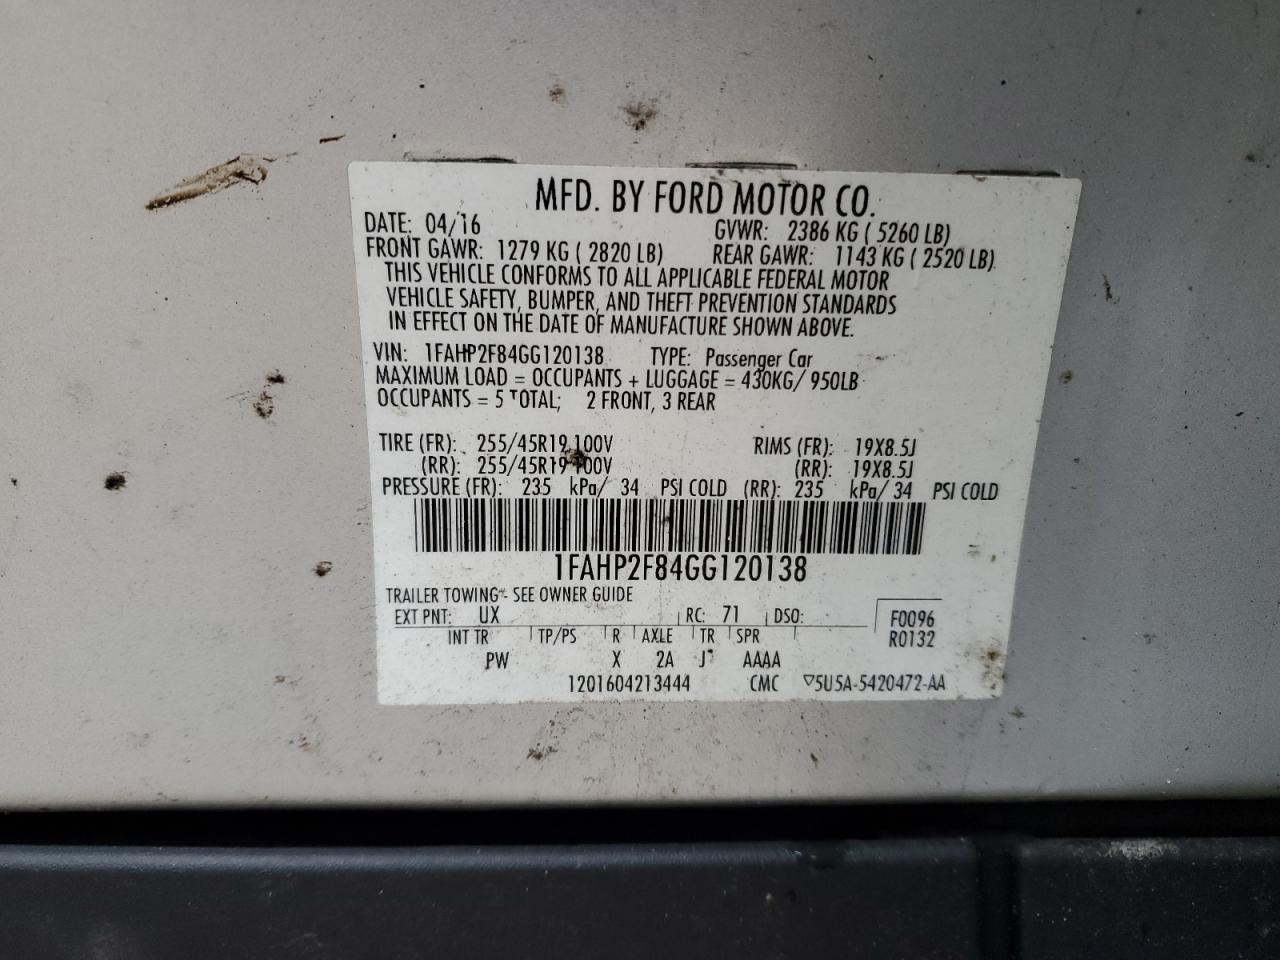 MFD. BY FORD MOTOR CO.
DATE: 04/16 GVWR: 2386 KG ( 5260 LB)
FRONT GAWR: 1279 KG ( 2820 LB) REAR GAWR: 1143 KG ( 2520 LB)
THIS VEHICLE CONFORMS TO ALL APPLICABLE FEDERAL MOTOR
VEHICLE SAFETY, BUMPER, AND THEFT PREVENTION STANDARDS
IN EFFECT ON THE DATE OF MANUFACTURE SHOWN ABOVE.
VIN: 1FAHP2F84GG120138 TYPE: Passenger Car
MAXIMUM LOAD = OCCUPANTS + LUGGAGE = 430KG/ 950LB
OCCUPANTS = 5 TOTAL; 2 FRONT, 3 REAR
TIRE (FR): 255/45R19 100V RIMS (FR): 19X8.5J
(RR): 255/45R19 100V (RR): 19X8.5J
PRESSURE (FR): 235 kPa/ 34 PSI COLD (RR): 235 kPa/ 34 PSI COLD
1FAHP2F84GG120138
TRAILER TOWING - SEE OWNER GUIDE
EXT PNT: UX RC: 71 DSO: F0096
INT TR TP/PS R AXLE TR SPR R0132
PW X 2A J AAAA
1201604213444 CMC ▽5U5A-5420472-AA